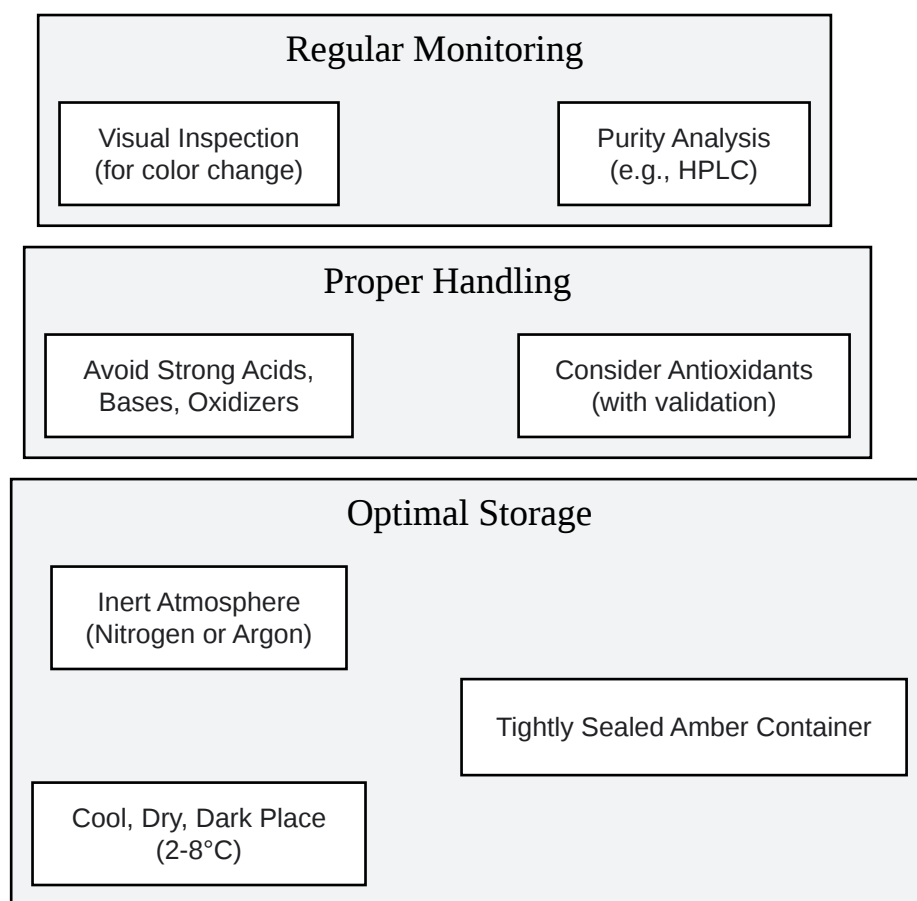 Regular Monitoring
Visual Inspection
(for color change)
Purity Analysis
(e.g., HPLC)
Proper Handling
Avoid Strong Acids,
Bases, Oxidizers
Consider Antioxidants
(with validation)
Optimal Storage
Inert Atmosphere
(Nitrogen or Argon)
Tightly Sealed Amber Container
Cool, Dry, Dark Place
(2-8°C)